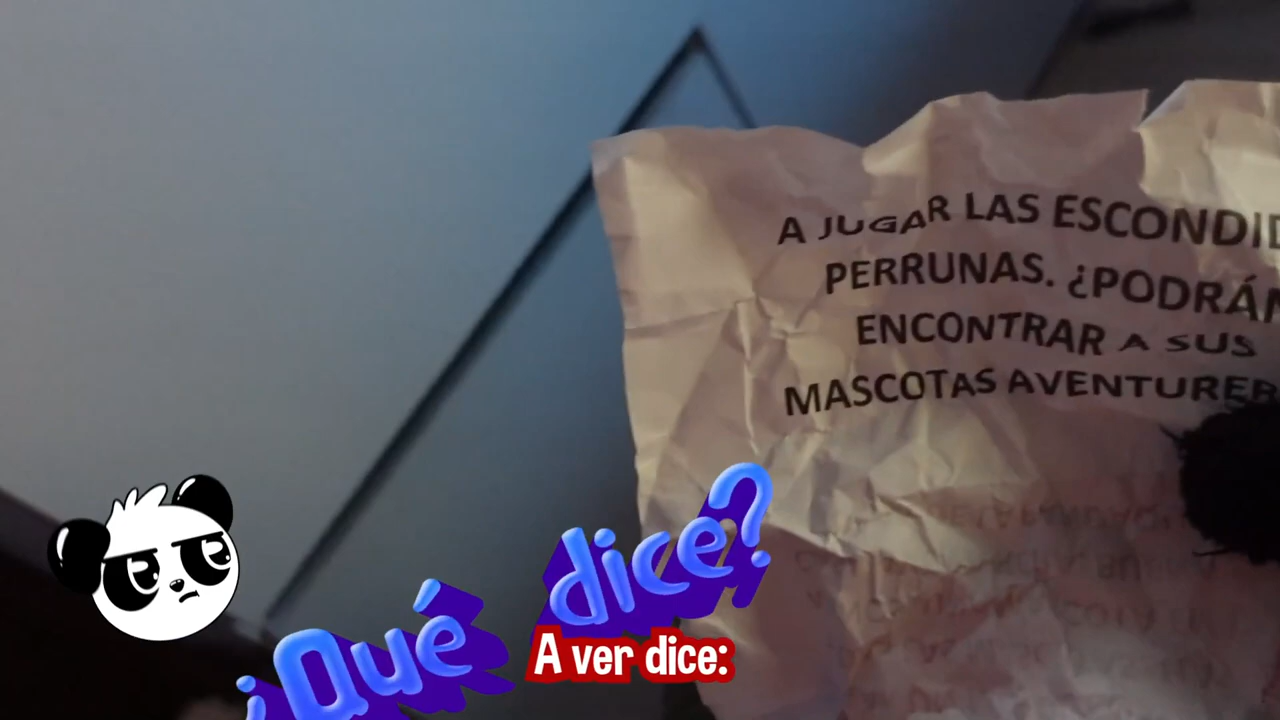 A JUGAR LAS ESCONDID
PERRUNAS. ¿PODRÁN
ENCONTRAR A SUS
MASCOTAS AVENTURER
¿Qué dice?
A ver dice: